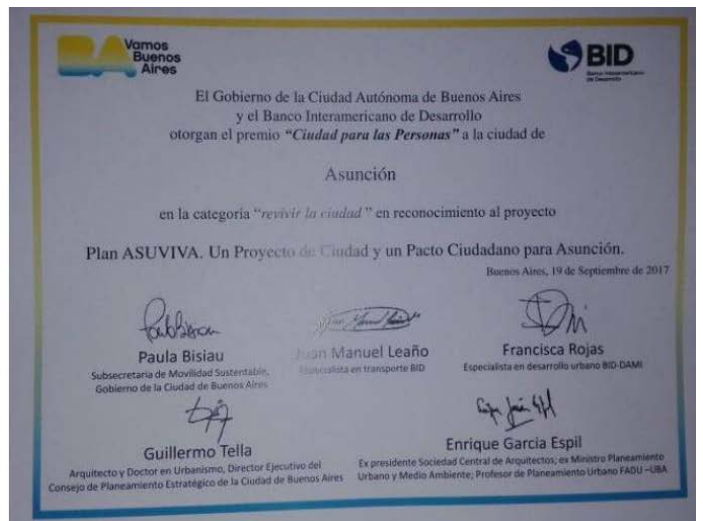 BA
Vamos
Buenos
Aires
BID
Banco Interamericano
de Desarrollo
El Gobierno de la Ciudad Autónoma de Buenos Aires
y el Banco Interamericano de Desarrollo
otorgan el premio "Ciudad para las Personas" a la ciudad de
Asunción
en la categoría "revivir la ciudad" en reconocimiento al proyecto
Plan ASUVIVA. Un Proyecto de Ciudad y un Pacto Ciudadano para Asunción.
Buenos Aires, 19 de Septiembre de 2017
Paula Bisiau
Subsecretaria de Movilidad Sustentable,
Gobierno de la Ciudad de Buenos Aires
Juan Manuel Leaño
Especialista en transporte BID
Francisca Rojas
Especialista en desarrollo urbano BID-DAMI
Guillermo Tella
Arquitecto y Doctor en Urbanismo, Director Ejecutivo del
Consejo de Planeamiento Estratégico de la Ciudad de Buenos Aires
Enrique García Espil
Ex presidente Sociedad Central de Arquitectos; ex Ministro Planeamiento
Urbano y Medio Ambiente; Profesor de Planeamiento Urbano FADU –UBA